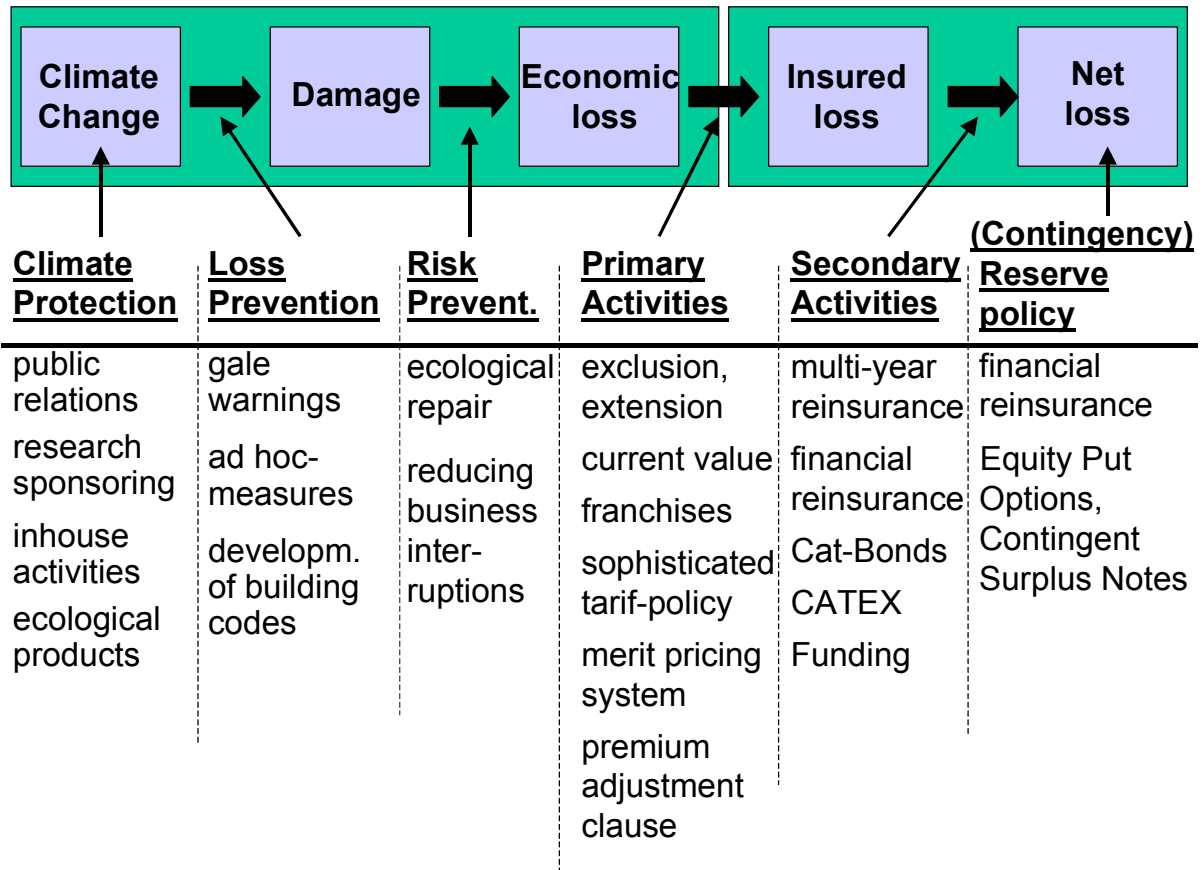 Climate
Change
Damage
Economic
loss
Insured
loss
Net
loss
Climate
Protection
public
relations
research
sponsoring
inhouse
activities
ecological
products
Loss
Prevention
gale
warnings
ad hoc-
measures
developm.
of building
codes
Risk
Prevent.
ecological
repair
reducing
business
inter-
ruptions
Primary
Activities
exclusion,
extension
current value
franchises
sophisticated
tarif-policy
merit pricing
system
premium
adjustment
clause
Secondary
Activities
multi-year
reinsurance
financial
reinsurance
Cat-Bonds
CATEX
Funding
(Contingency)
Reserve
policy
financial
reinsurance
Equity Put
Options,
Contingent
Surplus Notes